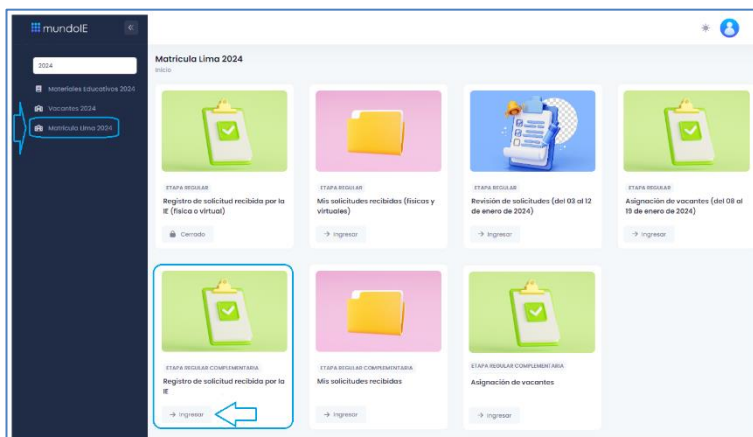 mundoIE
2024
Materiales Educativos 2024
Vacantes 2024
Matrícula Lima 2024
Matrícula Lima 2024
Inicio
ETAPA REGULAR
Registro de solicitud recibida por la
IE (física o virtual)
Cerrado
ETAPA REGULAR
Mis solicitudes recibidas (físicas y
virtuales)
Ingresar
ETAPA REGULAR
Revisión de solicitudes (del 03 al 12
de enero de 2024)
Ingresar
ETAPA REGULAR
Asignación de vacantes (del 08 al
19 de enero de 2024)
Ingresar
ETAPA REGULAR COMPLEMENTARIA
Registro de solicitud recibida por la
IE
Ingresar
ETAPA REGULAR COMPLEMENTARIA
Mis solicitudes recibidas
Ingresar
ETAPA REGULAR COMPLEMENTARIA
Asignación de vacantes
Ingresar